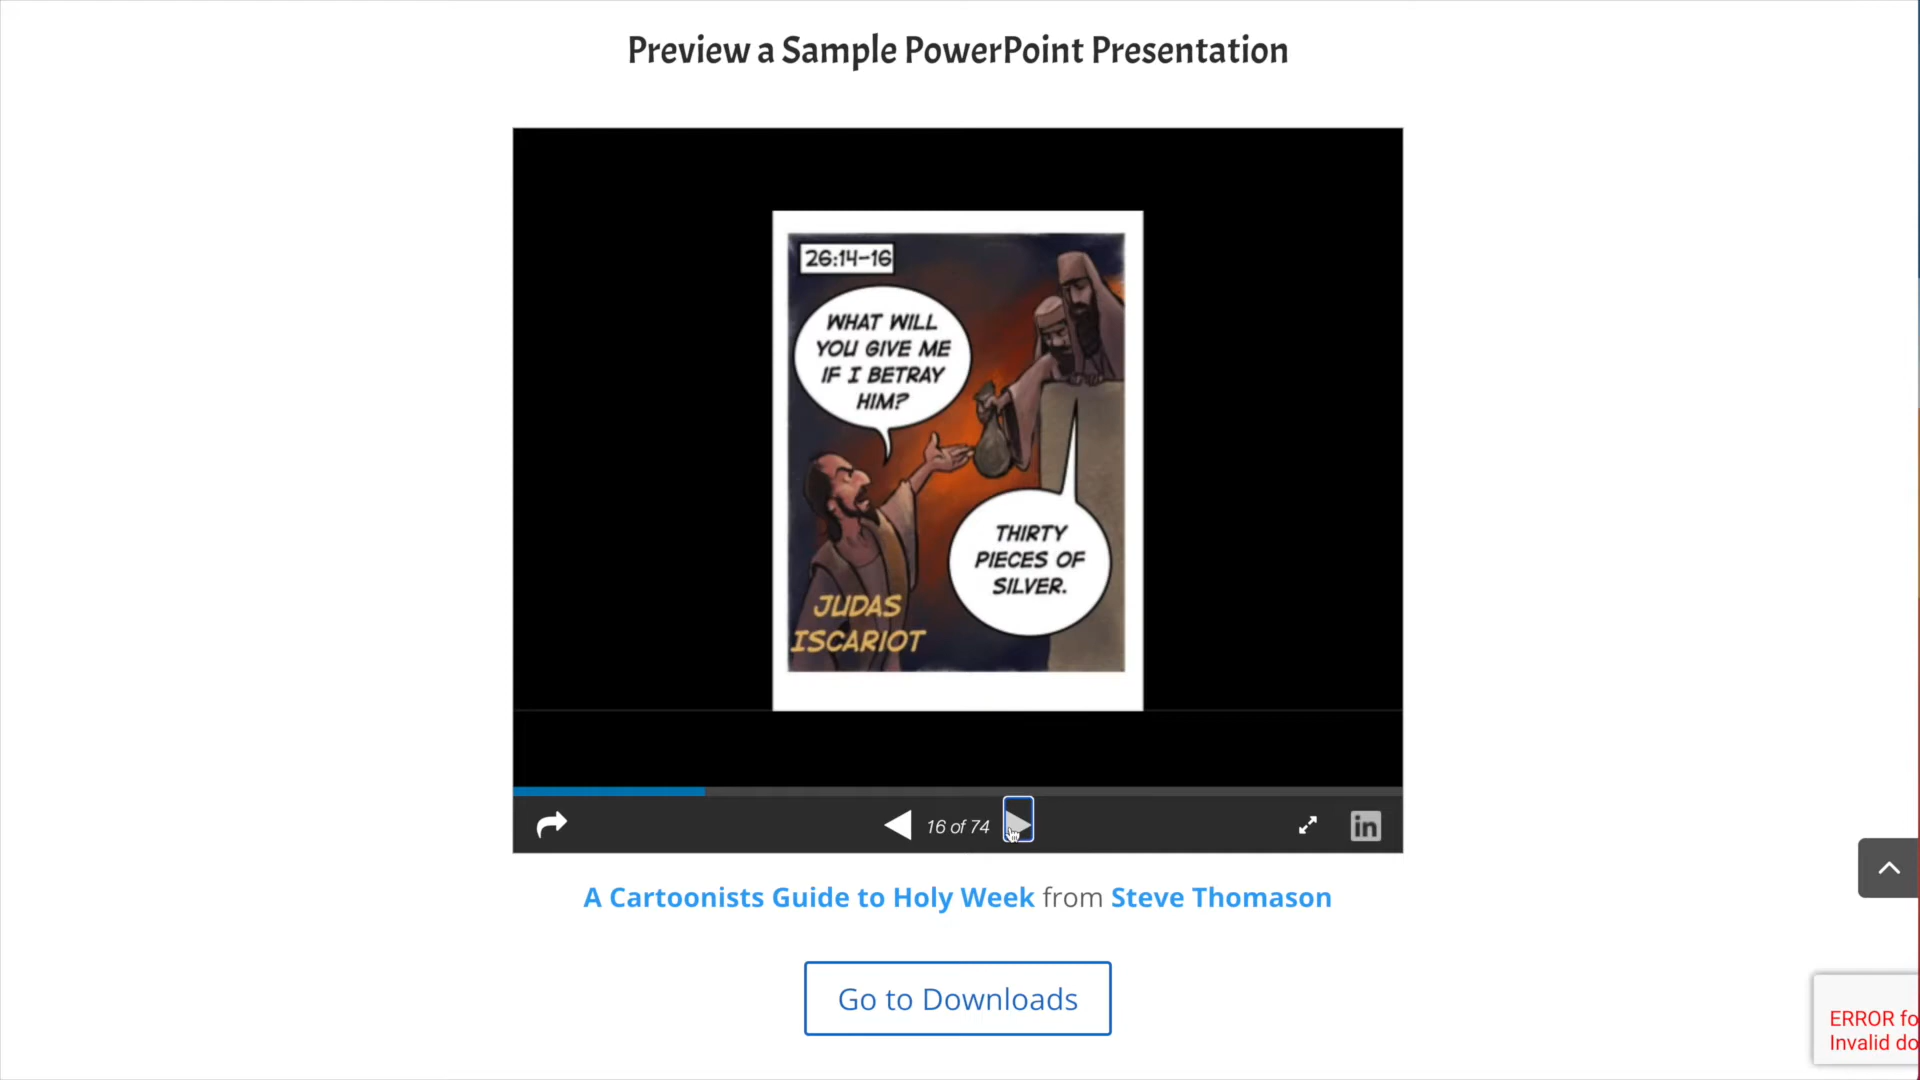 Preview a Sample PowerPoint Presentation
26:14-16
WHAT WILL
YOU GIVE ME
IF I BETRAY
HIM?
THIRTY
PIECES OF
SILVER.
JUDAS
ISCARIOT
16 of 74
in
A Cartoonists Guide to Holy Week from Steve Thomason
Go to Downloads
ERROR fo
Invalid do